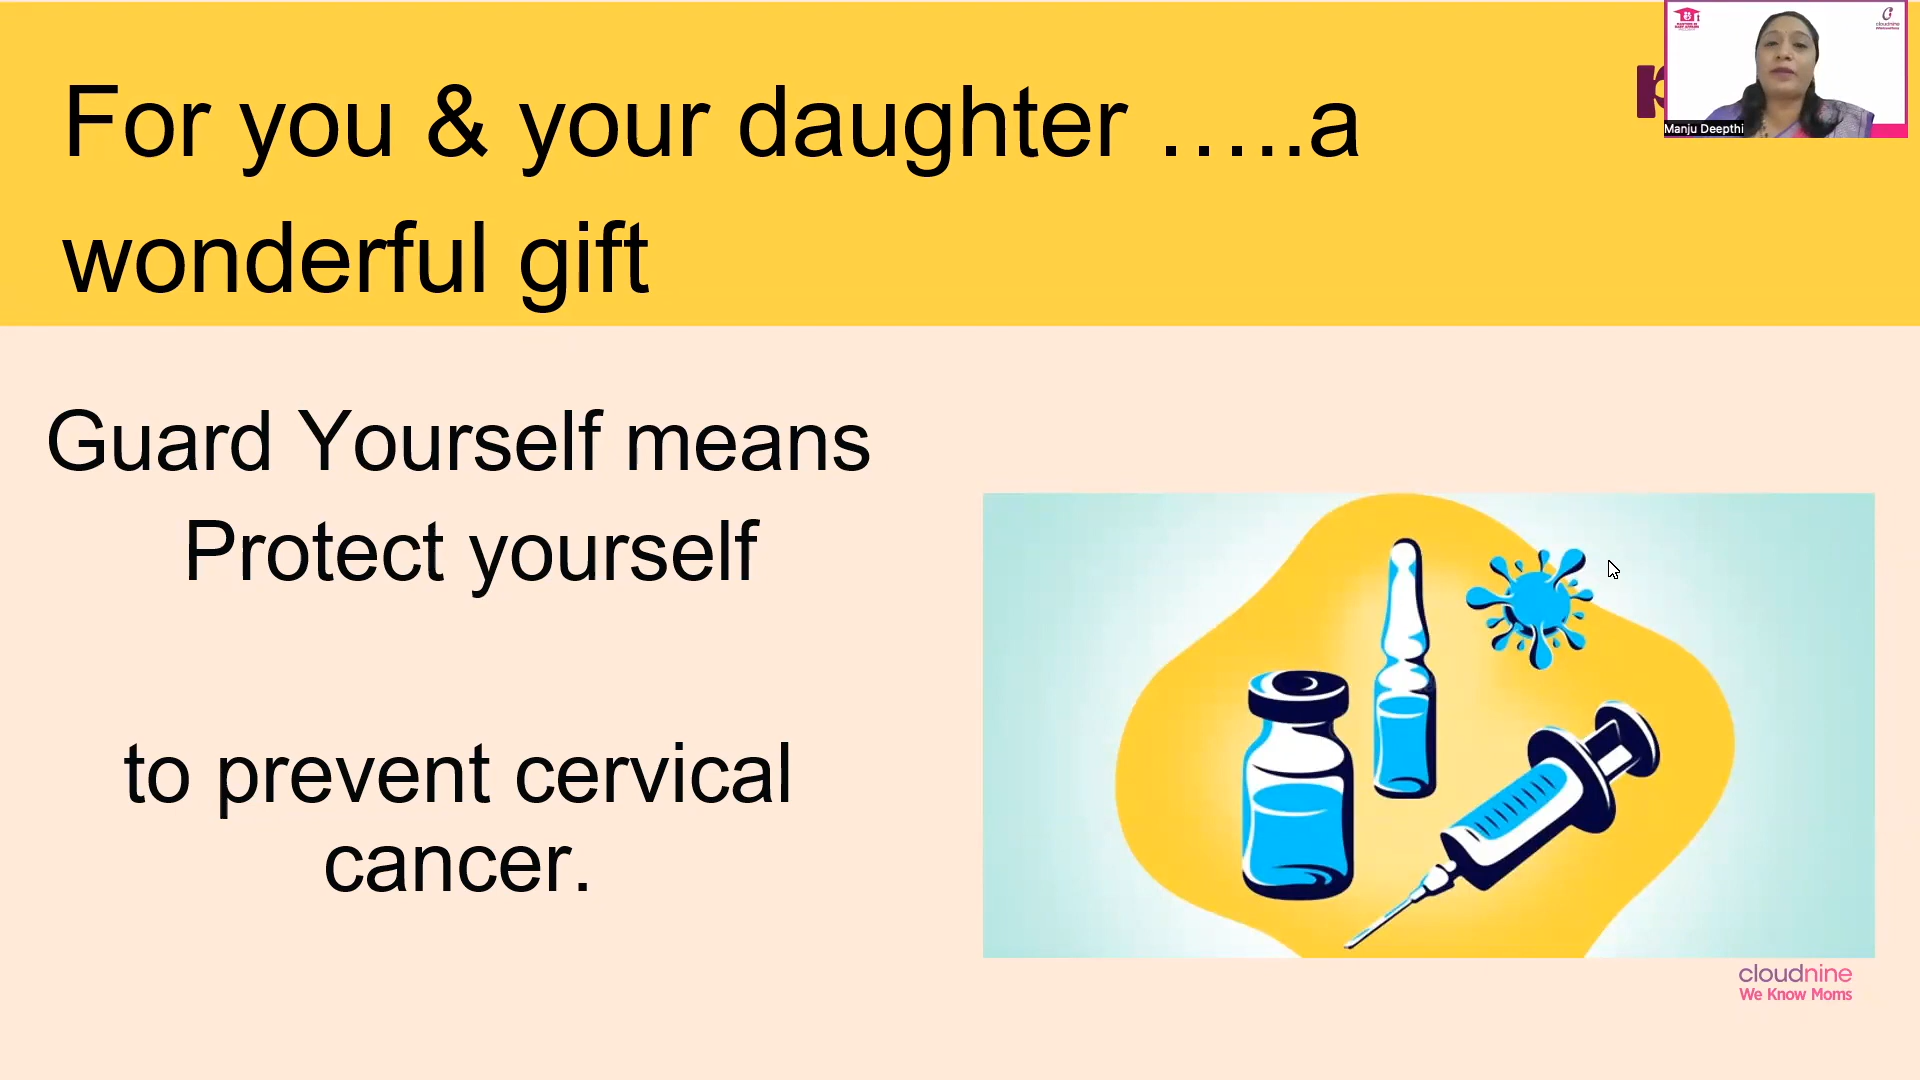 For you & your daughter …..a
wonderful gift
Manju Deepthi
Guard Yourself means
Protect yourself
to prevent cervical
cancer.
cloudnine
We Know Moms